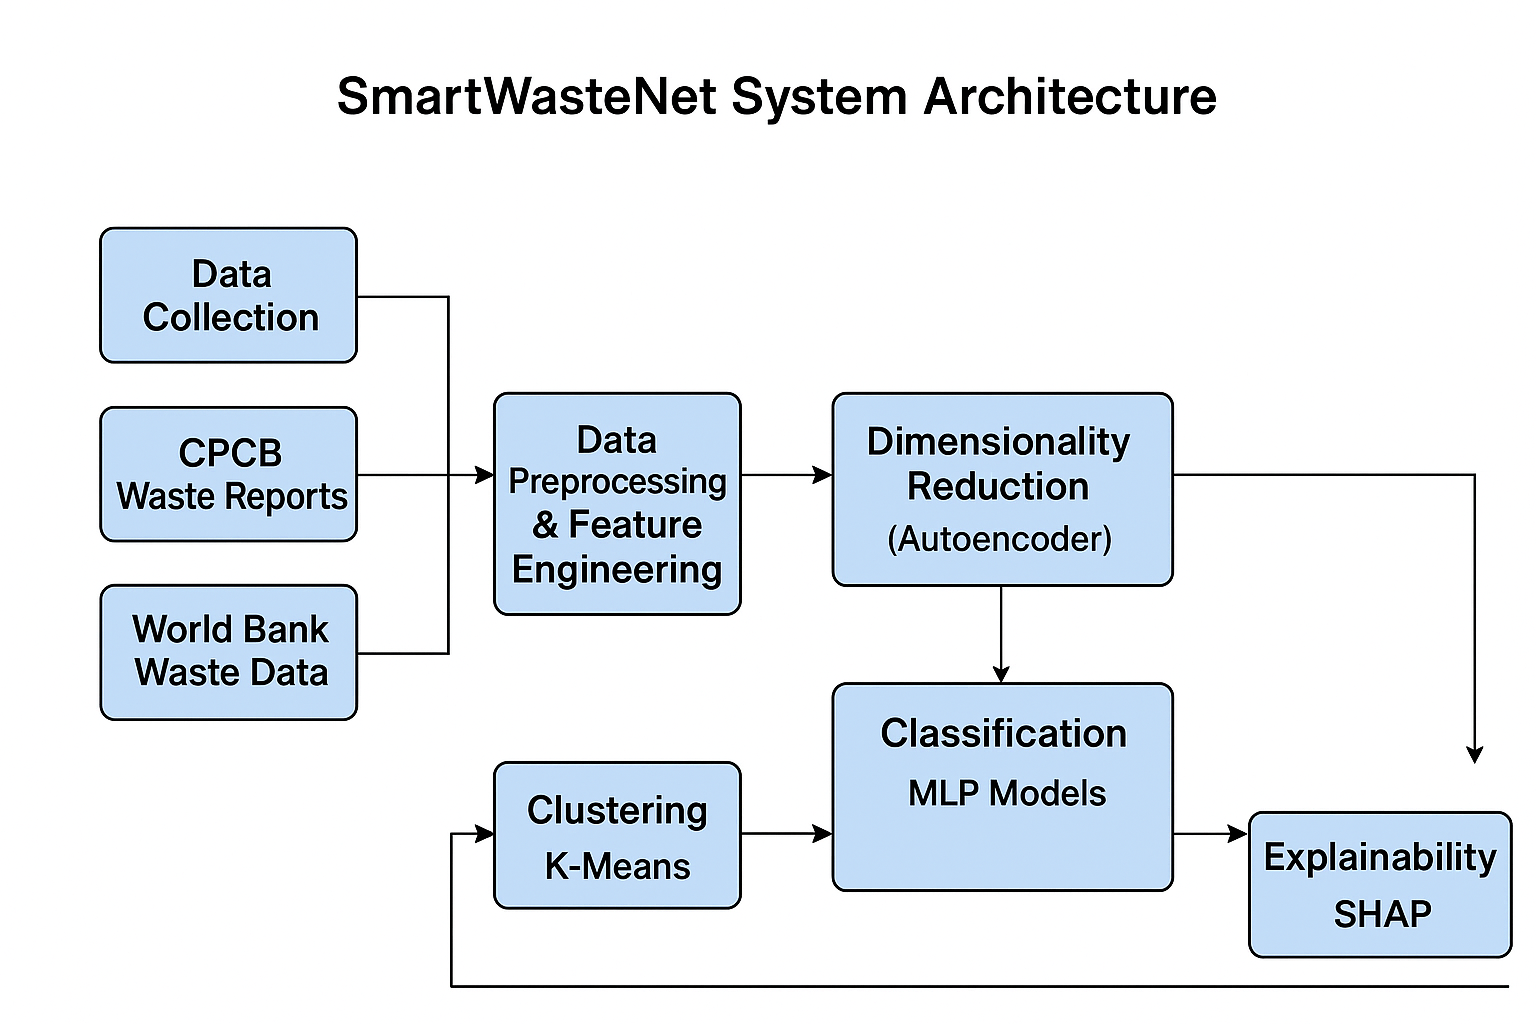 SmartWasteNet System Architecture
Data
Collection
CPCB
Waste Reports
World Bank
Waste Data
Data
Preprocessing
& Feature
Engineering
Dimensionality
Reduction
(Autoencoder)
Clustering
K-Means
Classification
MLP Models
Explainability
SHAP